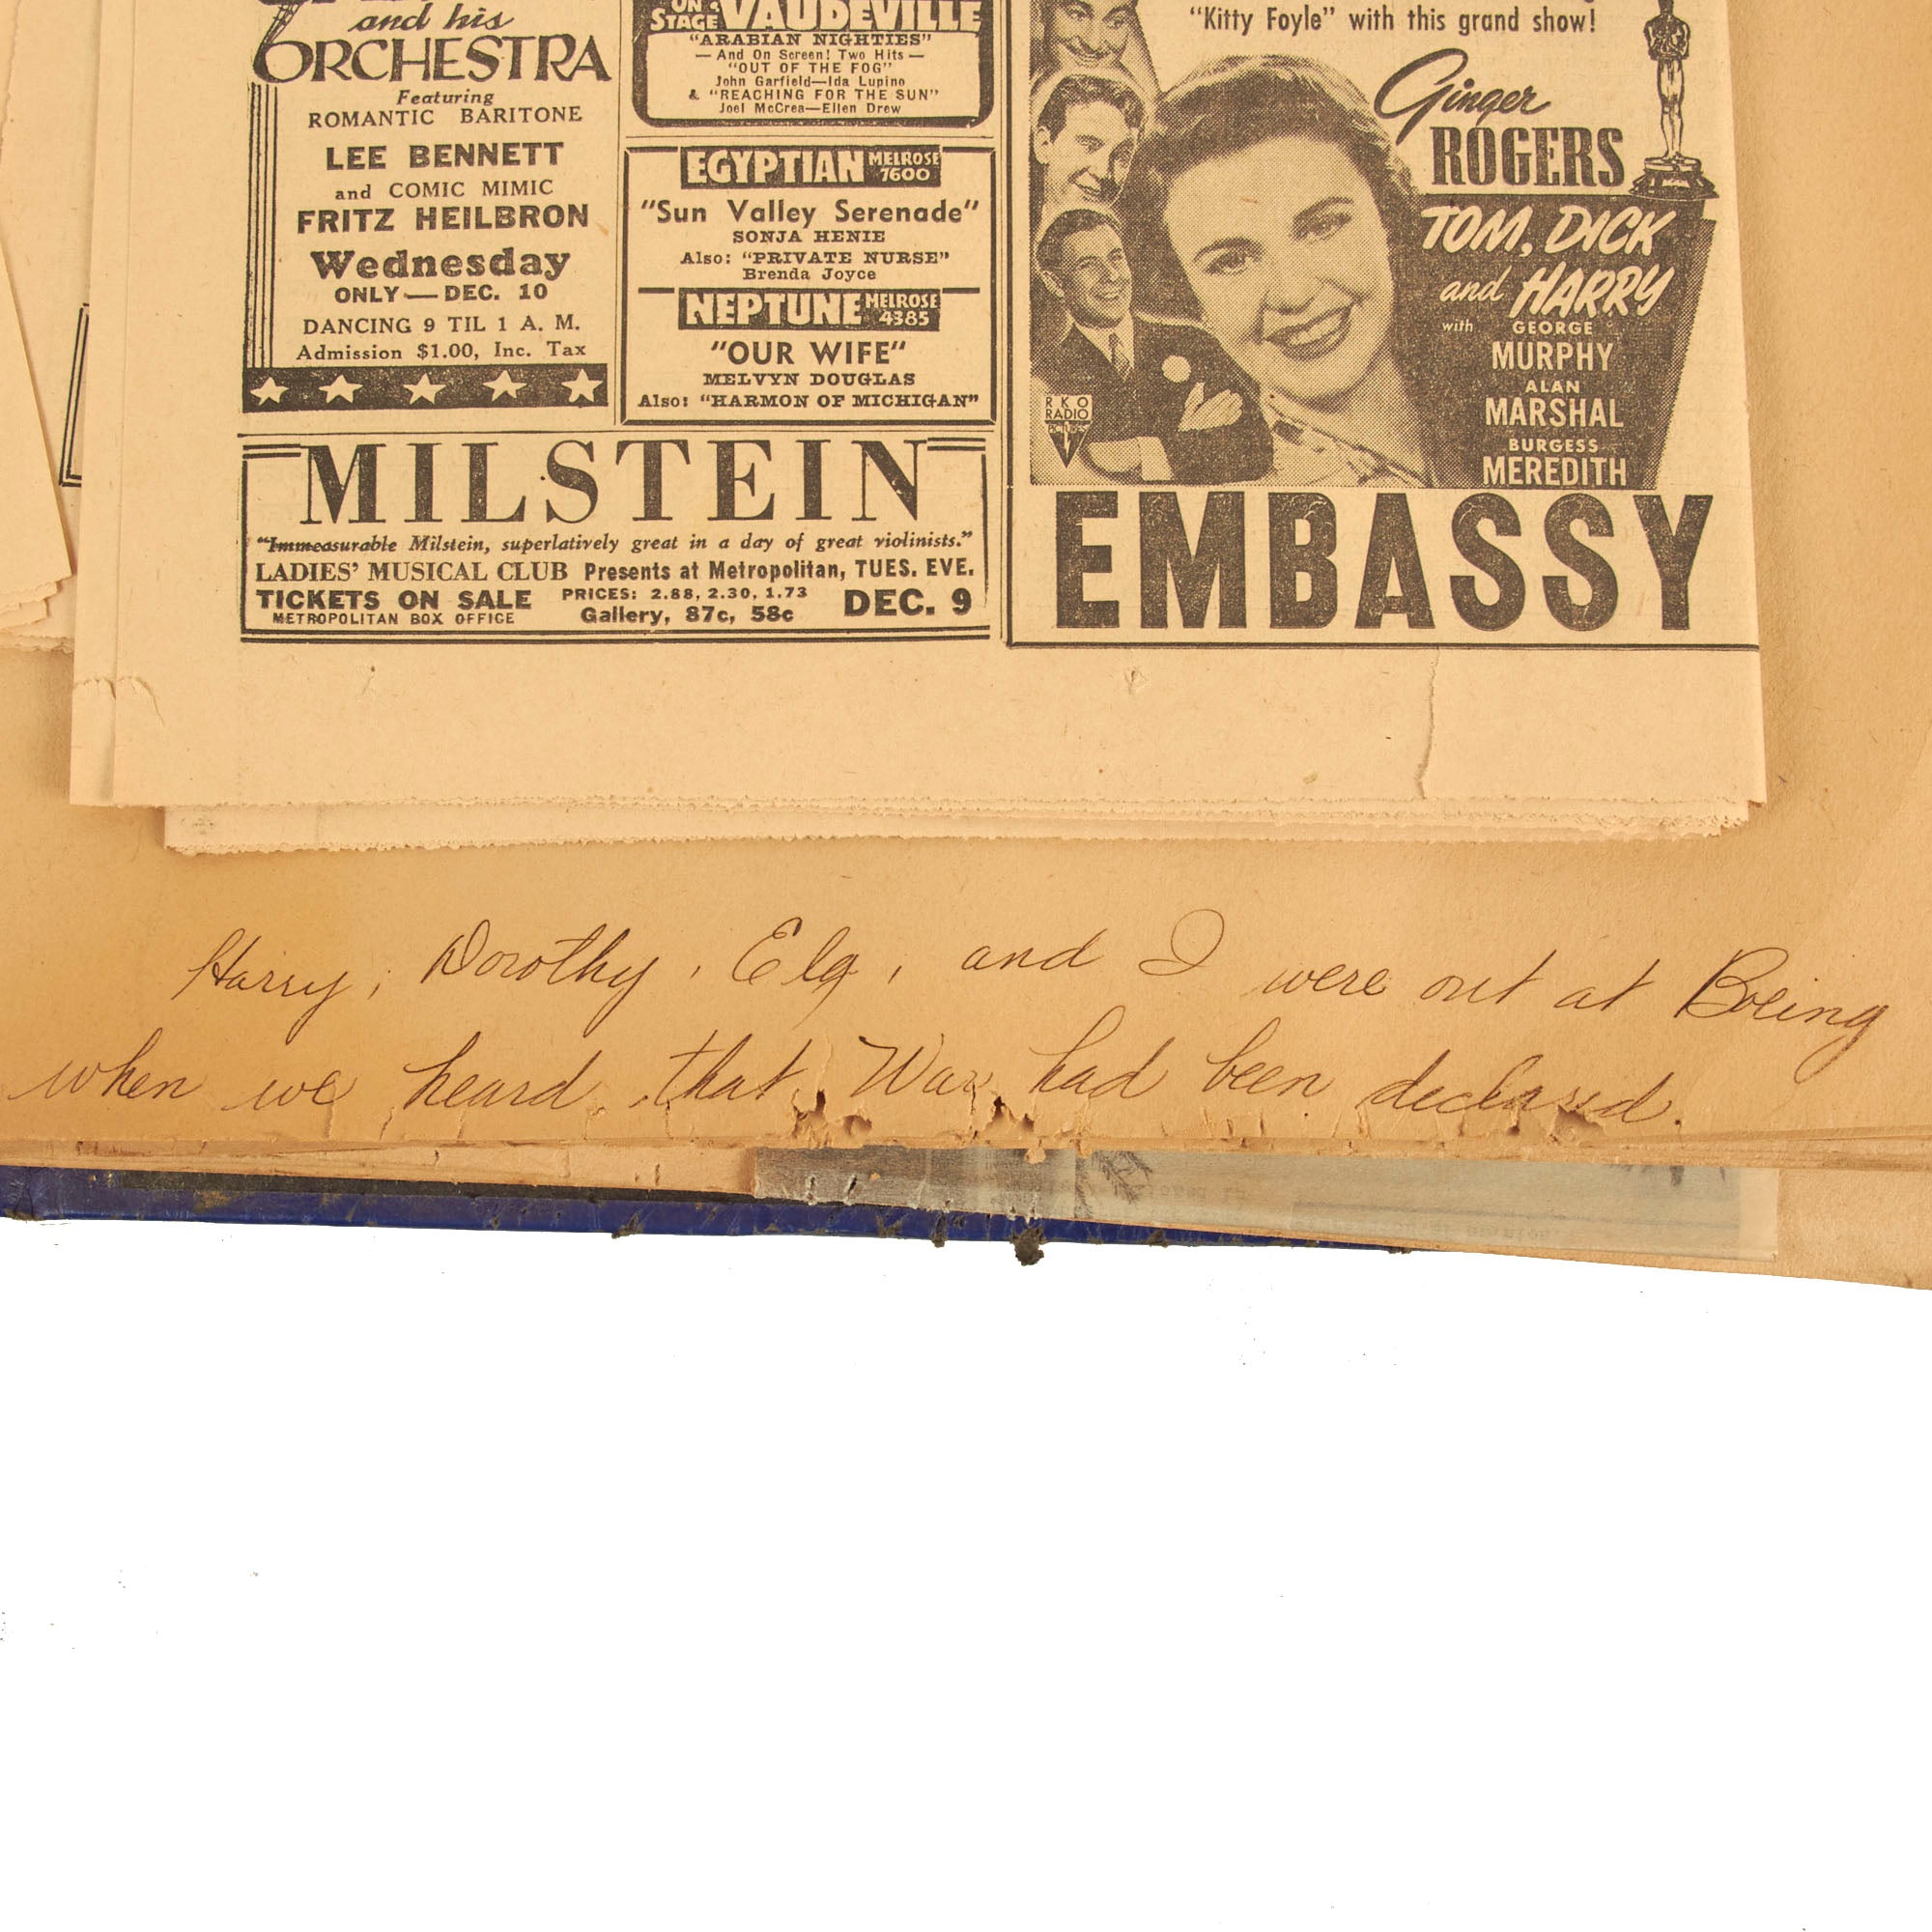 and his
ORCHESTRA
Featuring
ROMANTIC BARITONE
LEE BENNETT
and COMIC MIMIC
FRITZ HEILBRON
Wednesday
ONLY — DEC. 10
DANCING 9 TIL 1 A. M.
Admission $1.00, Inc. Tax
ON STAGE VAUDEVILLE
"ARABIAN NIGHTIES"
— And On Screen! Two Hits —
"OUT OF THE FOG"
John Garfield—Ida Lupino
& "REACHING FOR THE SUN"
Joel McCrea—Ellen Drew
EGYPTIAN MELROSE 7600
"Sun Valley Serenade"
SONJA HENIE
Also: "PRIVATE NURSE"
Brenda Joyce
NEPTUNE MELROSE 4385
"OUR WIFE"
MELVYN DOUGLAS
Also: "HARMON OF MICHIGAN"
MILSTEIN
"Immeasurable Milstein, superlatively great in a day of great violinists."
LADIES' MUSICAL CLUB Presents at Metropolitan, TUES. EVE.
TICKETS ON SALE
METROPOLITAN BOX OFFICE
PRICES: 2.88, 2.30, 1.73
Gallery, 87c, 58c
DEC. 9
"Kitty Foyle" with this grand show!
Ginger
ROGERS
TOM, DICK
and HARRY
with GEORGE
MURPHY
ALAN
MARSHAL
BURGESS
MEREDITH
RKO
RADIO
PICTURES
EMBASSY
Harry, Dorothy, and I were out at Boeing
when we heard that War had been declared.